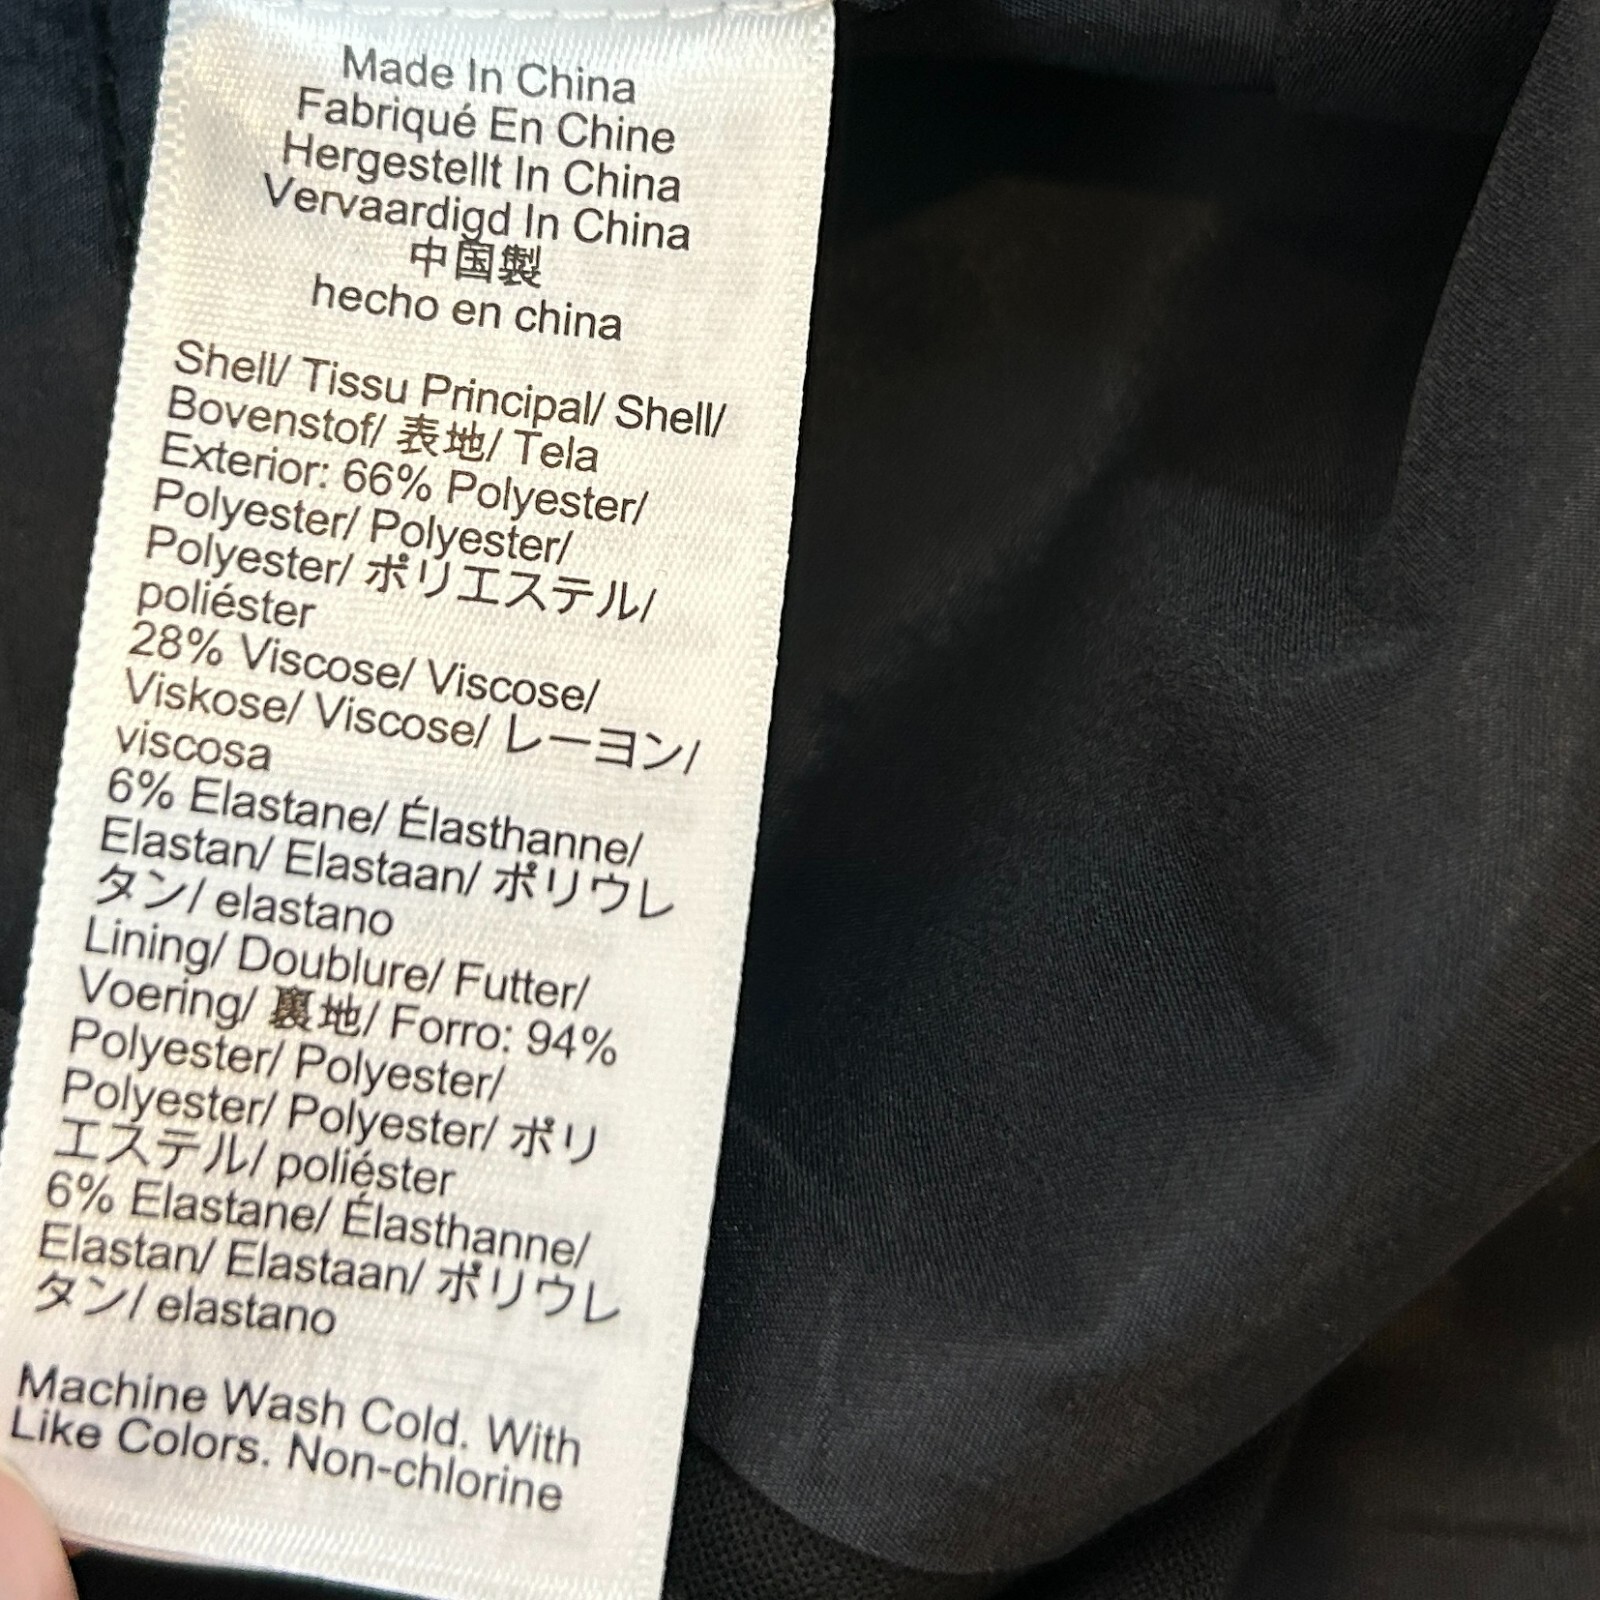 Made In China
Fabriqué En Chine
Hergestellt In China
Vervaardigd In China
中国製
hecho en china
Shell/ Tissu Principal/ Shell/
Bovenstof/ 表地/ Tela
Exterior: 66% Polyester/
Polyester/ Polyester/
Polyester/ ポリエステル/
poliéster
28% Viscose/ Viscose/
Viskose/ Viscose/ レーヨン/
viscosa
6% Elastane/ Élasthanne/
Elastan/ Elastaan/ ポリウレ
タン/ elastano
Lining/ Doublure/ Futter/
Voering/ 裏地/ Forro: 94%
Polyester/ Polyester/
Polyester/ Polyester/ ポリ
エステル/ poliéster
6% Elastane/ Élasthanne/
Elastan/ Elastaan/ ポリウレ
タン/ elastano
Machine Wash Cold. With
Like Colors. Non-chlorine